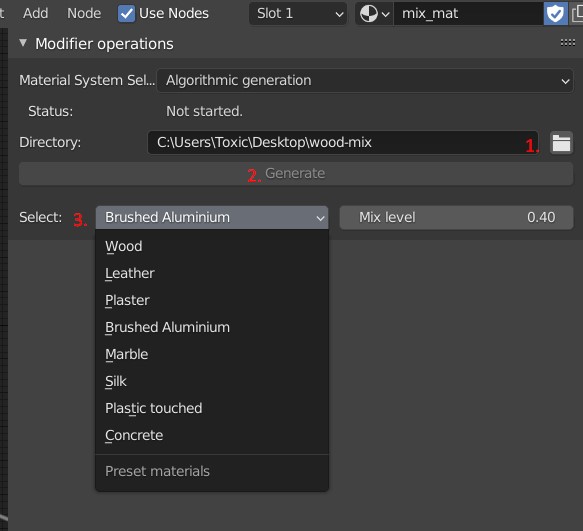 t Add Node Use Nodes Slot 1 mix_mat
Modifier operations
Material System Sel... Algorithmic generation
Status: Not started.
Directory: C:\Users\Toxic\Desktop\wood-mix 1.
2. Generate
Select: 3. Brushed Aluminium Mix level 0.40
Wood
Leather
Plaster
Brushed Aluminium
Marble
Silk
Plastic touched
Concrete
Preset materials